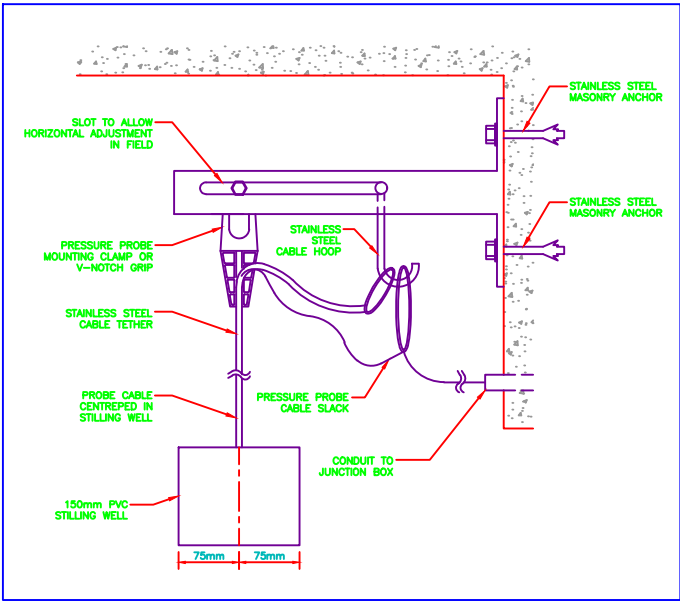 STAINLESS STEEL
MASONRY ANCHOR
SLOT TO ALLOW
HORIZONTAL ADJUSTMENT
IN FIELD
STAINLESS STEEL
MASONRY ANCHOR
STAINLESS
STEEL
CABLE HOOP
PRESSURE PROBE
MOUNTING CLAMP OR
V-NOTCH GRIP
STAINLESS STEEL
CABLE TETHER
PROBE CABLE
CENTREPED IN
STILLING WELL
PRESSURE PROBE
CABLE SLACK
CONDUIT TO
JUNCTION BOX
150mm PVC
STILLING WELL
75mm 75mm